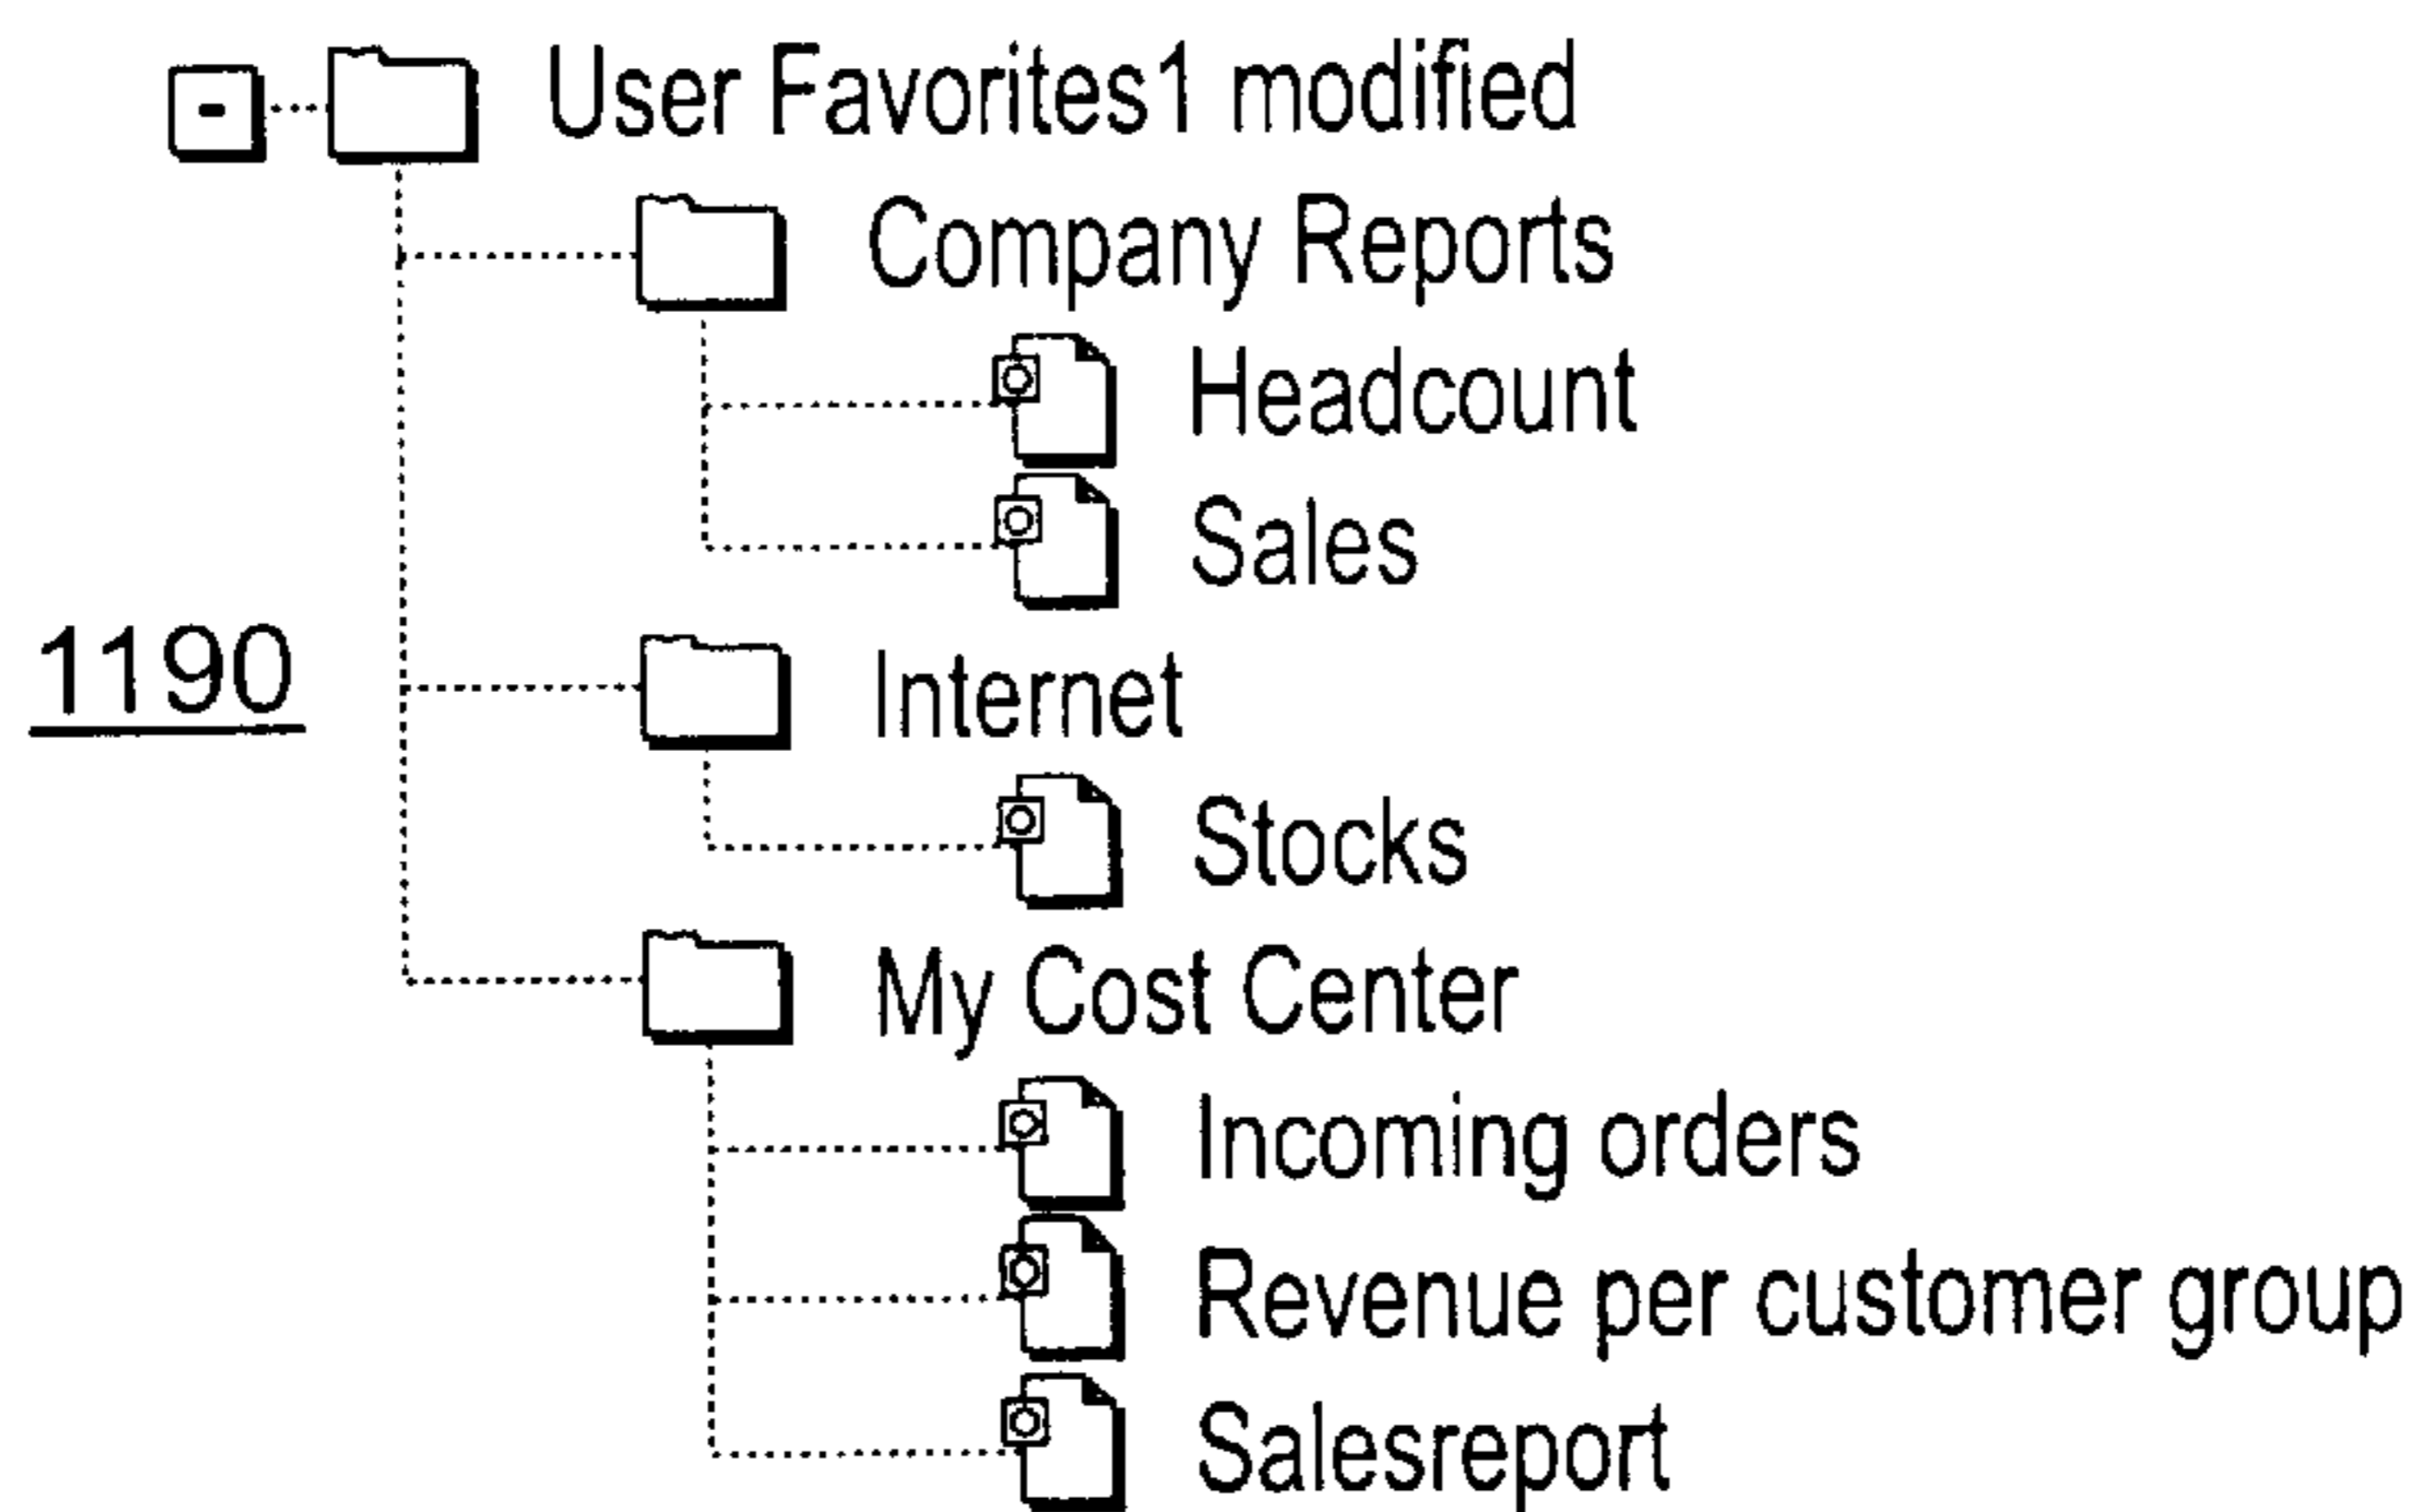 User Favorites1 modified
Company Reports
Headcount
Sales
1190
Internet
Stocks
My Cost Center
Incoming orders
Revenue per customer group
Salesreport